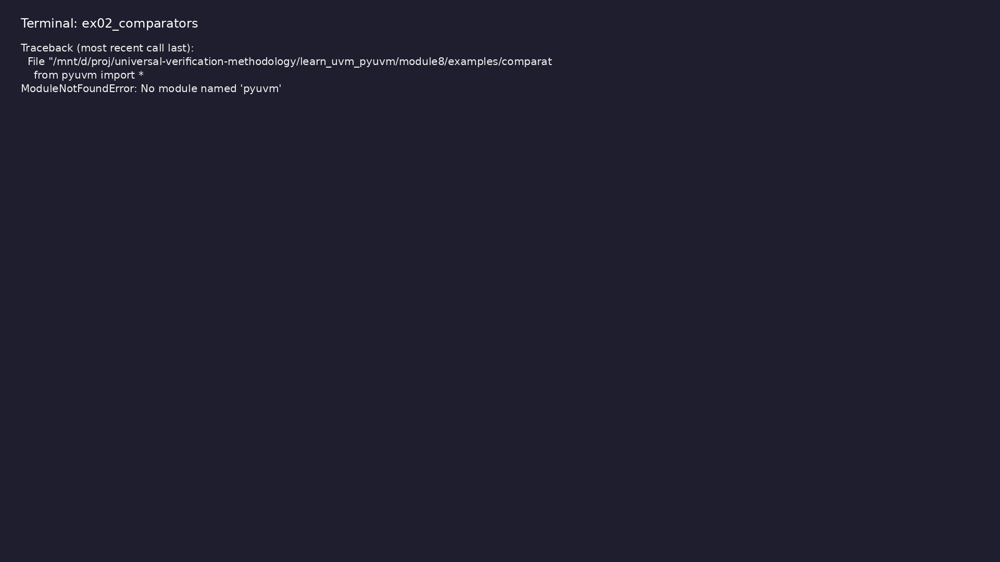 Terminal: ex02_comparators
Traceback (most recent call last):
  File "/mnt/d/proj/universal-verification-methodology/learn_uvm_pyuvm/module8/examples/comparat
    from pyuvm import *
ModuleNotFoundError: No module named 'pyuvm'